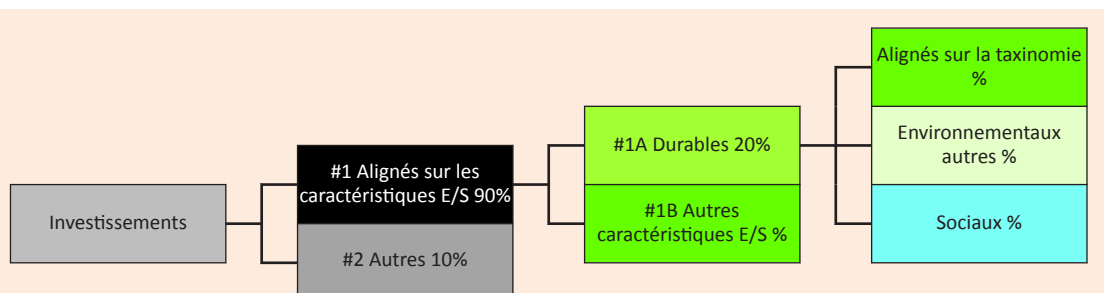 Investissements
#1 Alignés sur les
caractéristiques E/S 90%
#2 Autres 10%
#1A Durables 20%
#1B Autres
caractéristiques E/S %
Alignés sur la taxinomie
%
Environnementaux
autres %
Sociaux %